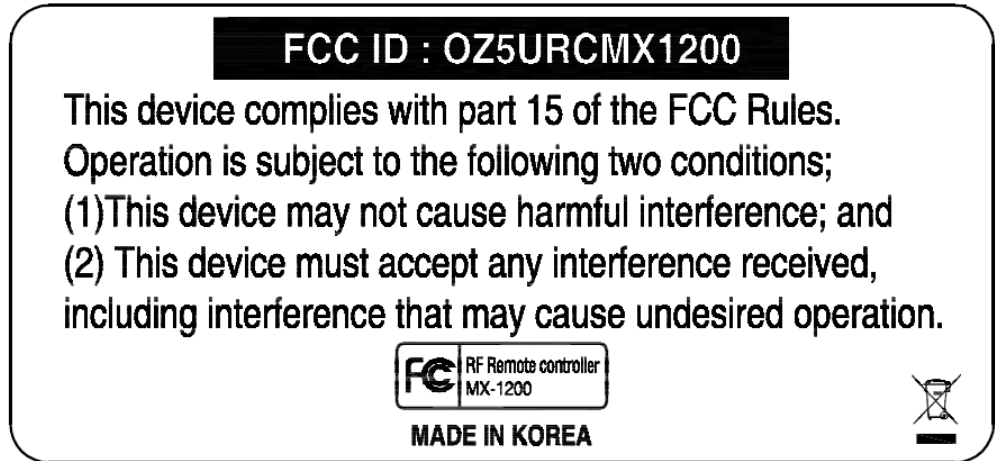 FCC ID : OZ5URCMX1200
This device complies with part 15 of the FCC Rules.
Operation is subject to the following two conditions;
(1)This device may not cause harmful interference; and
(2) This device must accept any interference received,
including interference that may cause undesired operation.
FC RF Remote controller
MX-1200
MADE IN KOREA